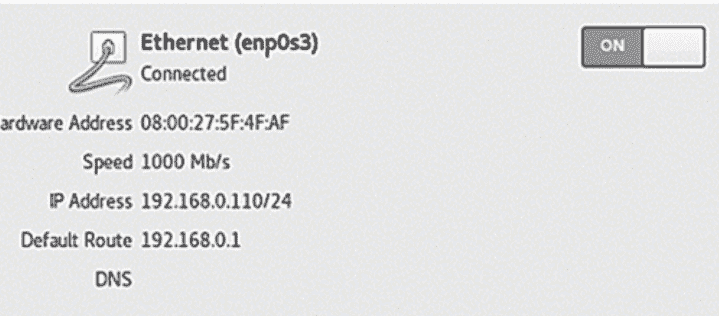 Ethernet (enp0s3)
ON
Connected
ardware Address 08:00:27:5F:4F:AF
Speed 1000 Mb/s
IP Address 192.168.0.110/24
Default Route 192.168.0.1
DNS